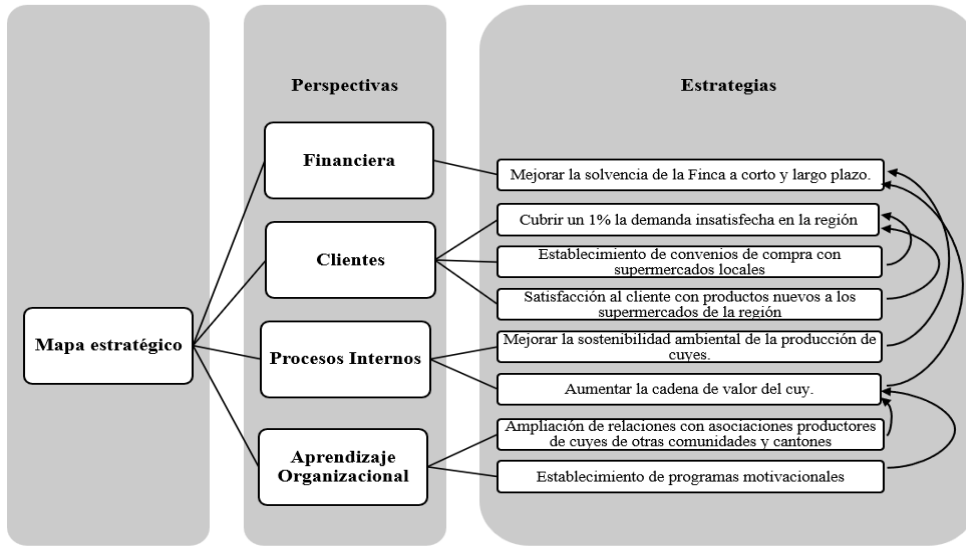 Perspectivas
Estrategias
Mapa estratégico
Financiera
Mejorar la solvencia de la Finca a corto y largo plazo.
Clientes
Cubrir un 1% la demanda insatisfecha en la región
Establecimiento de convenios de compra con
supermercados locales
Satisfacción al cliente con productos nuevos a los
supermercados de la región
Procesos Internos
Mejorar la sostenibilidad ambiental de la producción de
cuyes.
Aumentar la cadena de valor del cuy.
Aprendizaje
Organizacional
Ampliación de relaciones con asociaciones productores
de cuyes de otras comunidades y cantones
Establecimiento de programas motivacionales